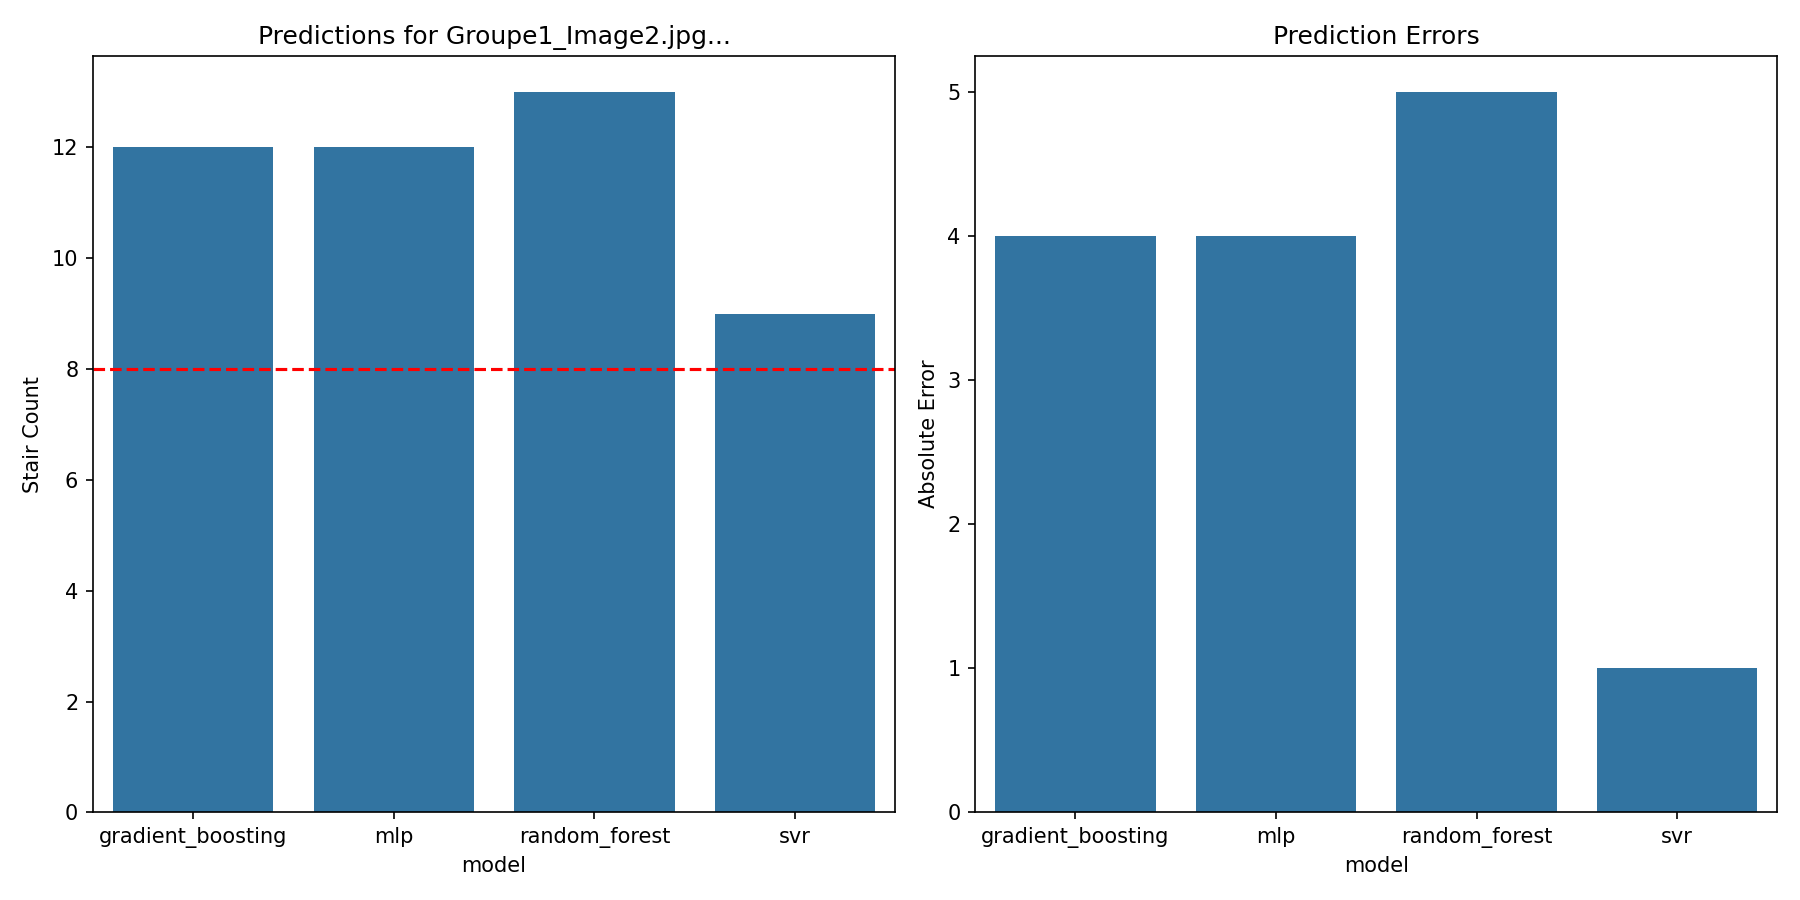 Predictions for Groupe1_Image2.jpg...
Stair Count
12
10
8
6
4
2
0
gradient_boosting mlp random_forest svr
model
Prediction Errors
Absolute Error
5
4
3
2
1
0
gradient_boosting mlp random_forest svr
model